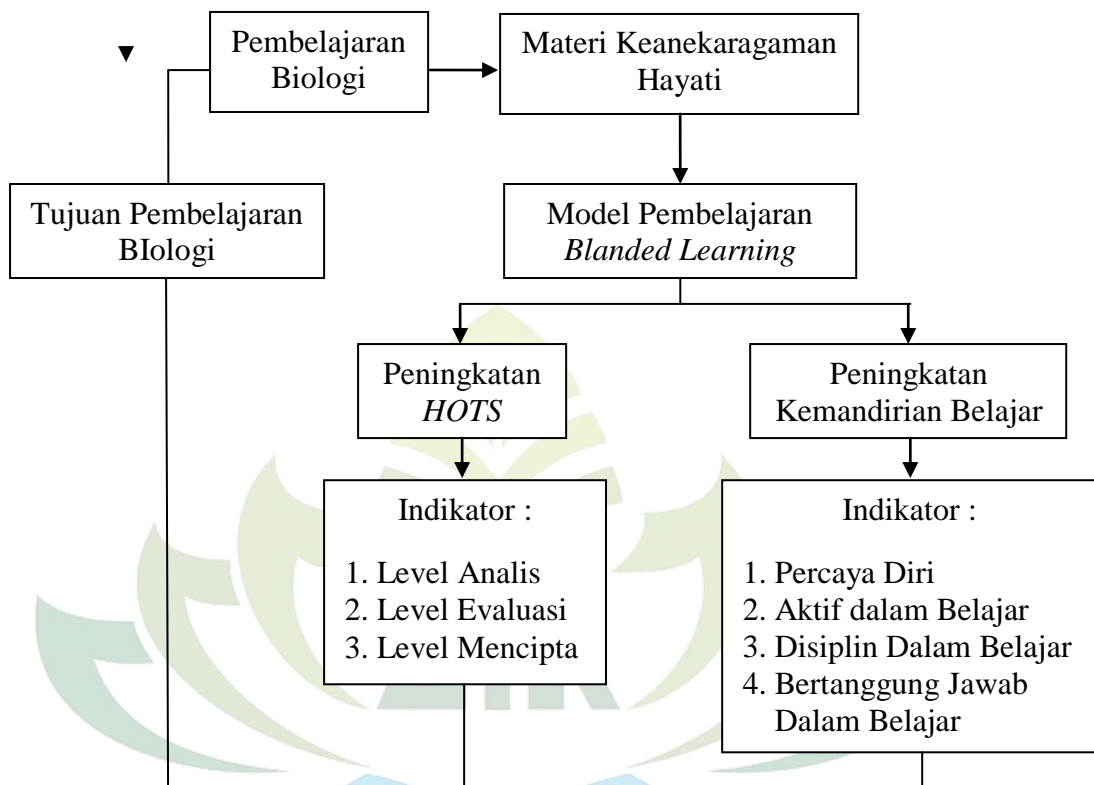 Pembelajaran
Biologi
Materi Keanekaragaman
Hayati
Tujuan Pembelajaran
BIologi
Model Pembelajaran
Blanded Learning
Peningkatan
HOTS
Peningkatan
Kemandirian Belajar
Indikator :
1. Level Analis
2. Level Evaluasi
3. Level Mencipta
Indikator :
1. Percaya Diri
2. Aktif dalam Belajar
3. Disiplin Dalam Belajar
4. Bertanggung Jawab
Dalam Belajar